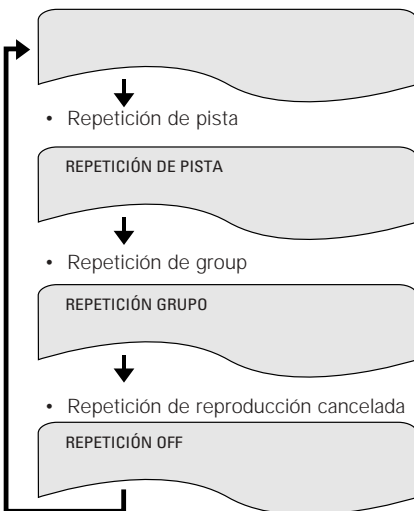 • Repetición de pista
REPETICIÓN DE PISTA
• Repetición de group
REPETICIÓN GRUPO
• Repetición de reproducción cancelada
REPETICIÓN OFF